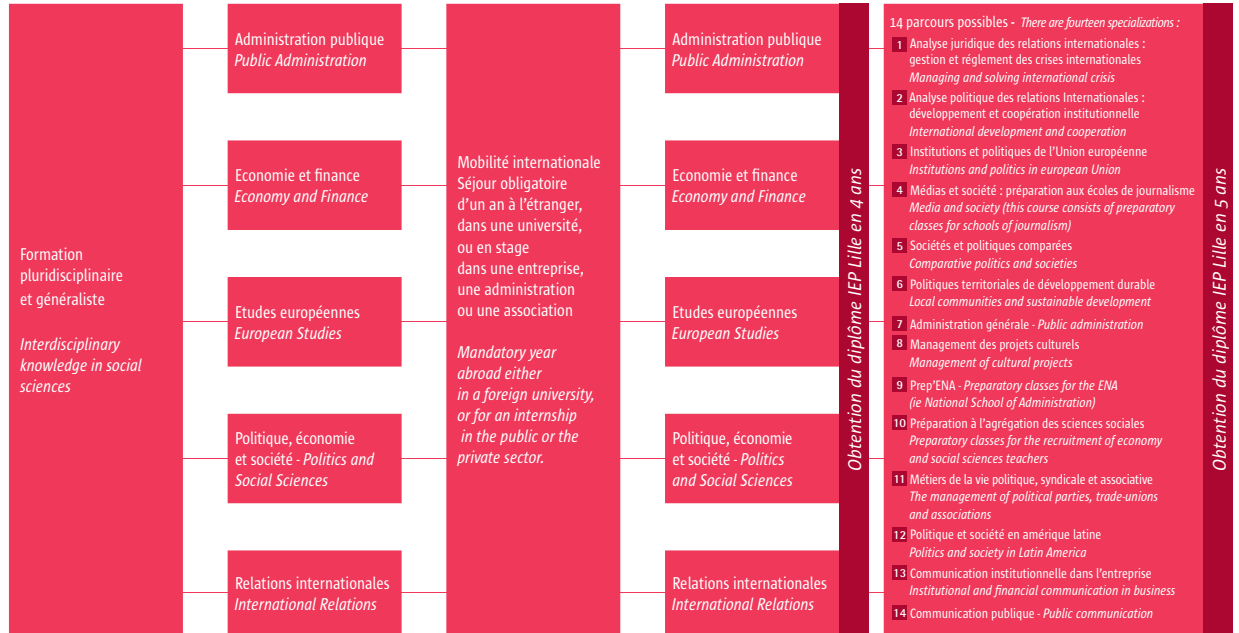 Formation
pluridisciplinaire
et généraliste
Interdisciplinary
knowledge in social
sciences
Administration publique
Public Administration
Economie et finance
Economy and Finance
Etudes européennes
European Studies
Politique, économie
et société - Politics and
Social Sciences
Relations internationales
International Relations
Mobilité internationale
Séjour obligatoire
d'un an à l'étranger,
dans une université,
ou en stage
dans une entreprise,
une administration
ou une association
Mandatory year
abroad either
in a foreign university,
or for an internship
in the public or the
private sector.
Administration publique
Public Administration
Economie et finance
Economy and Finance
Etudes européennes
European Studies
Politique, économie
et société - Politics
and Social Sciences
Relations internationales
International Relations
Obtention du diplôme IEP Lille en 4 ans
14 parcours possibles - There are fourteen specializations :
1 Analyse juridique des relations internationales :
gestion et réglement des crises internationales
Managing and solving international crisis
2 Analyse politique des relations Internationales :
développement et coopération institutionnelle
International development and cooperation
3 Institutions et politiques de l'Union européenne
Institutions and politics in european Union
4 Médias et société : préparation aux écoles de journalisme
Media and society (this course consists of preparatory
classes for schools of journalism)
5 Sociétés et politiques comparées
Comparative politics and societies
6 Politiques territoriales de développement durable
Local communities and sustainable development
7 Administration générale - Public administration
8 Management des projets culturels
Management of cultural projects
9 Prep'ENA - Preparatory classes for the ENA
(ie National School of Administration)
10 Préparation à l'agrégation des sciences sociales
Preparatory classes for the recruitment of economy
and social sciences teachers
11 Métiers de la vie politique, syndicale et associative
The management of political parties, trade-unions
and associations
12 Politique et société en amérique latine
Politics and society in Latin America
13 Communication institutionnelle dans l'entreprise
Institutional and financial communication in business
14 Communication publique - Public communication
Obtention du diplôme IEP Lille en 5 ans